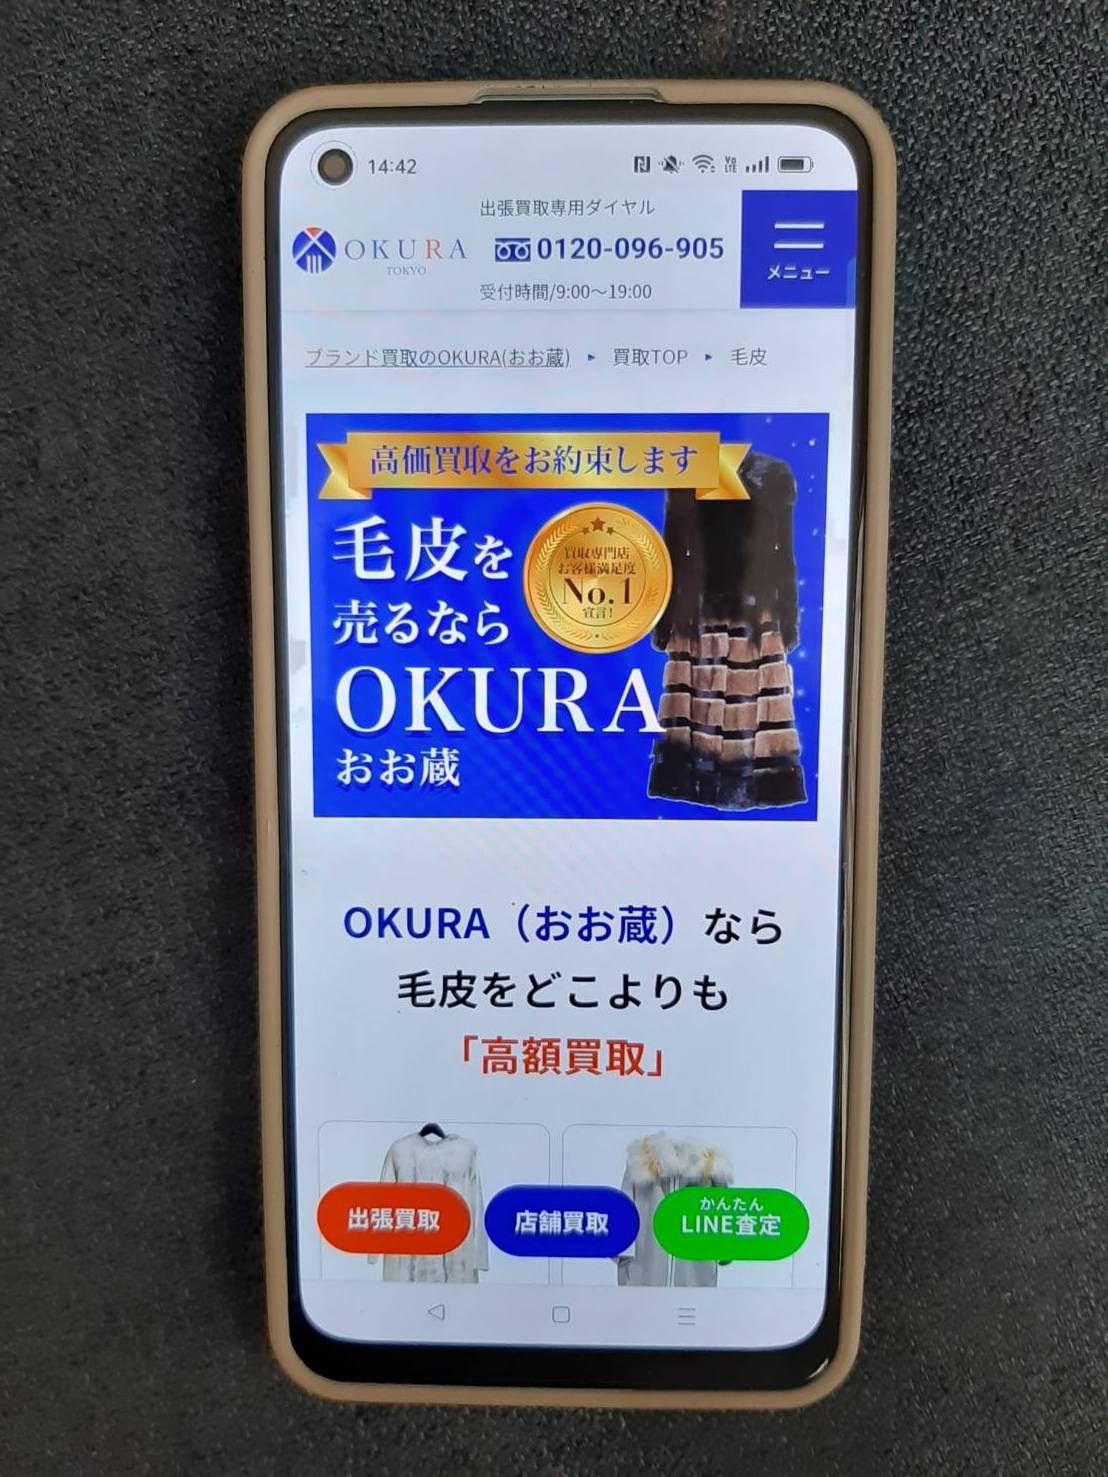 14:42
Vo
LTE
出張買取専用ダイヤル
OKURA
TOKYO
0120-096-905
受付時間/9:00〜19:00
メニュー
ブランド買取のOKURA(おお蔵) ▸ 買取TOP ▸ 毛皮
高価買取をお約束します
毛皮を
売るなら
OKURA
おお蔵
買取専門店
お客様満足度
No.1
宣言!
OKURA（おお蔵）なら
毛皮をどこよりも
「高額買取」
出張買取
店舗買取
かんたん
LINE査定